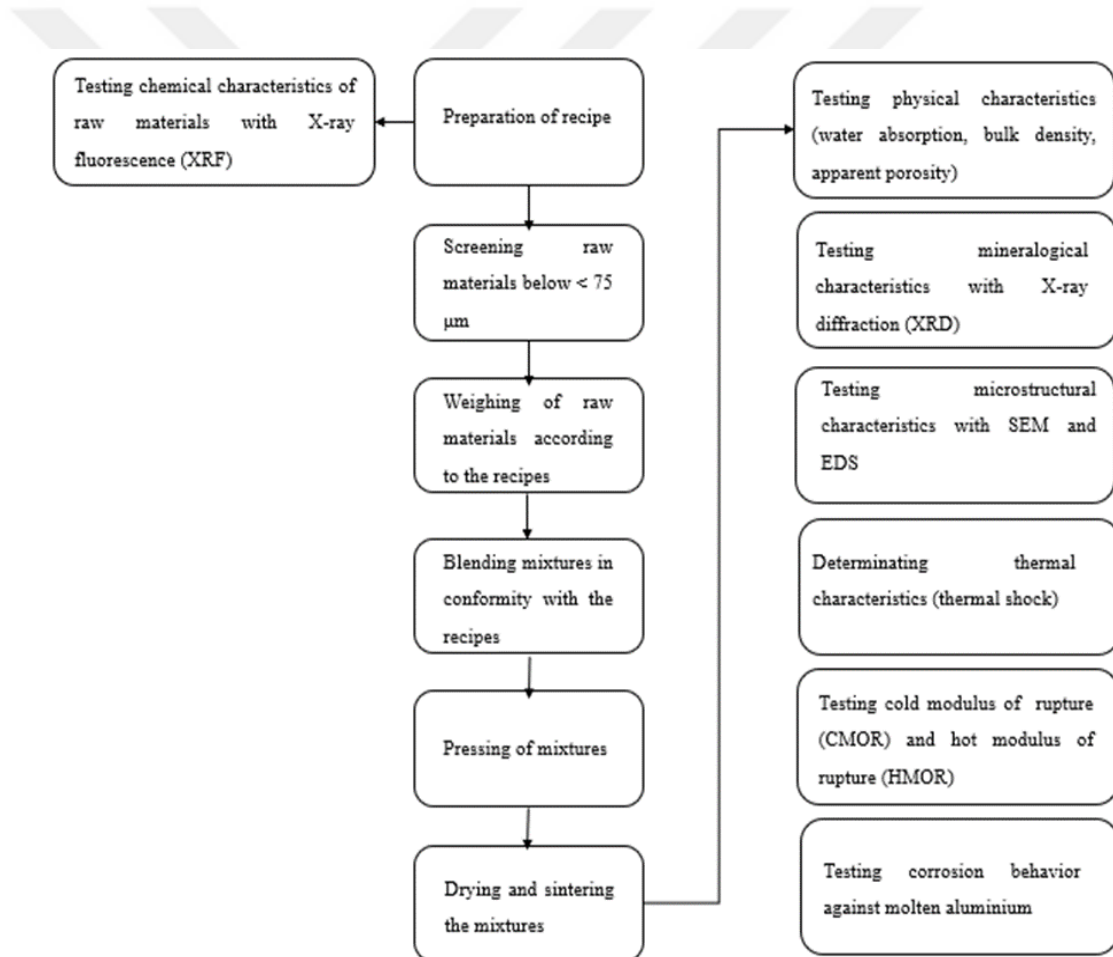 Testing chemical characteristics of
raw materials with X-ray
fluorescence (XRF)
Preparation of recipe
Screening raw
materials below < 75
μm
Weighing of raw
materials according
to the recipes
Blending mixtures in
conformity with the
recipes
Pressing of mixtures
Drying and sintering
the mixtures
Testing physical characteristics
(water absorption, bulk density,
apparent porosity)
Testing mineralogical
characteristics with X-ray
diffraction (XRD)
Testing microstructural
characteristics with SEM and
EDS
Determinating thermal
characteristics (thermal shock)
Testing cold modulus of rupture
(CMOR) and hot modulus of
rupture (HMOR)
Testing corrosion behavior
against molten aluminium